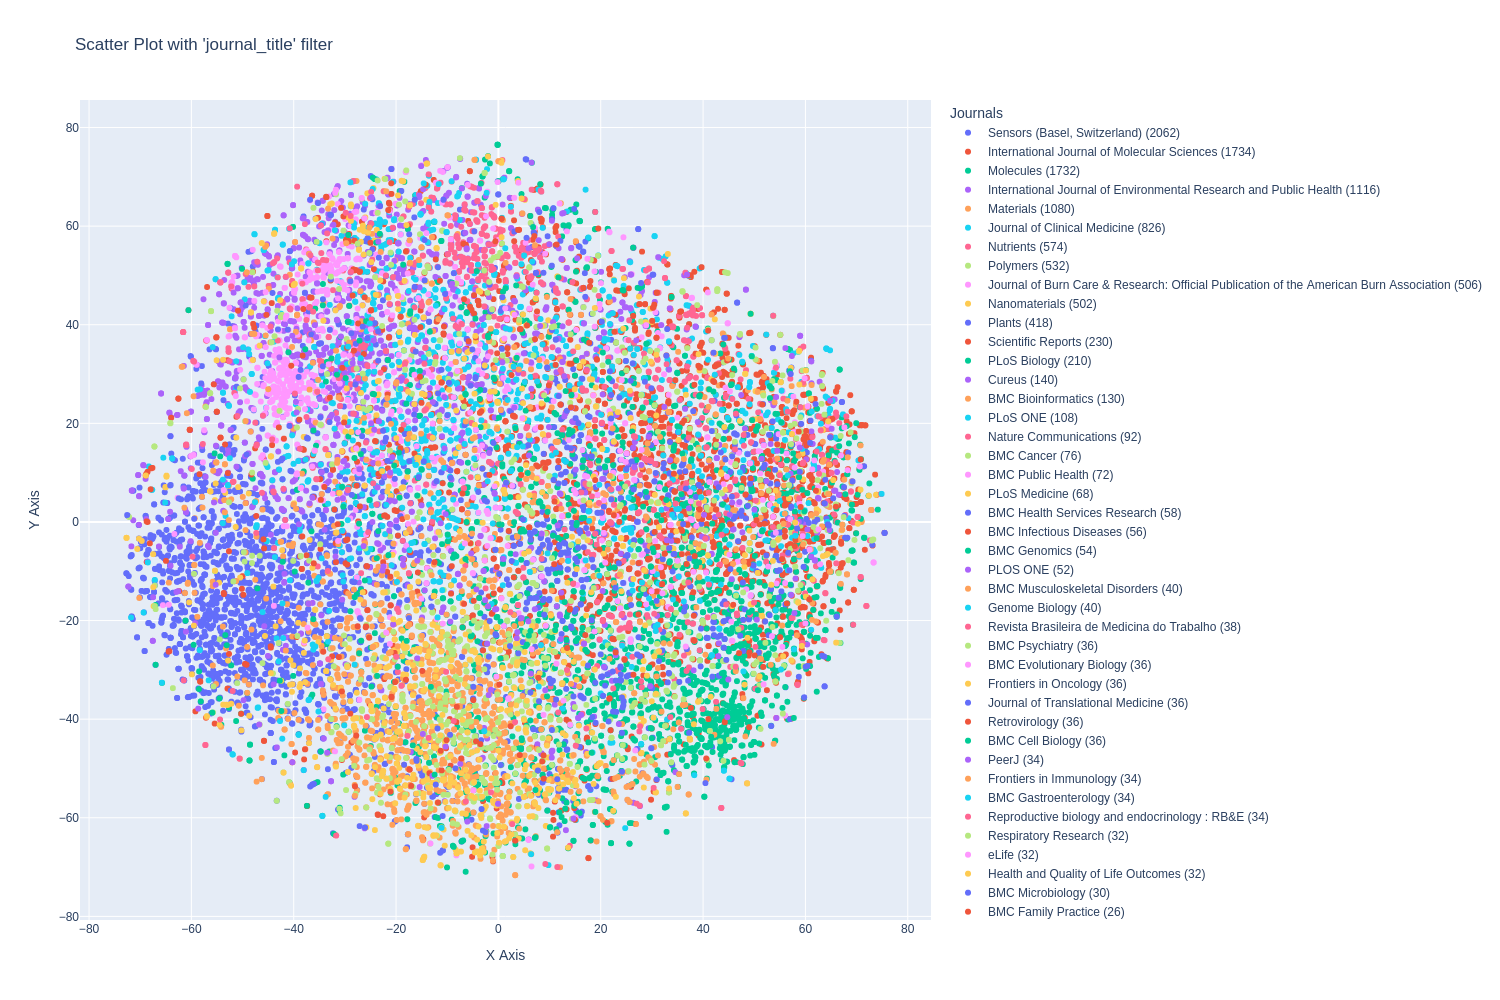 Scatter Plot with 'journal_title' filter
Journals
Sensors (Basel, Switzerland) (2062)
International Journal of Molecular Sciences (1734)
Molecules (1732)
International Journal of Environmental Research and Public Health (1116)
Materials (1080)
Journal of Clinical Medicine (826)
Nutrients (574)
Polymers (532)
Journal of Burn Care & Research: Official Publication of the American Burn Association (506)
Nanomaterials (502)
Plants (418)
Scientific Reports (230)
PLoS Biology (210)
Cureus (140)
BMC Bioinformatics (130)
PLoS ONE (108)
Nature Communications (92)
BMC Cancer (76)
BMC Public Health (72)
PLoS Medicine (68)
BMC Health Services Research (58)
BMC Infectious Diseases (56)
BMC Genomics (54)
PLOS ONE (52)
BMC Musculoskeletal Disorders (40)
Genome Biology (40)
Revista Brasileira de Medicina do Trabalho (38)
BMC Psychiatry (36)
BMC Evolutionary Biology (36)
Frontiers in Oncology (36)
Journal of Translational Medicine (36)
Retrovirology (36)
BMC Cell Biology (36)
PeerJ (34)
Frontiers in Immunology (34)
BMC Gastroenterology (34)
Reproductive biology and endocrinology : RB&E (34)
Respiratory Research (32)
eLife (32)
Health and Quality of Life Outcomes (32)
BMC Microbiology (30)
BMC Family Practice (26)
Y Axis
80
60
40
20
0
−20
−40
−60
−80
−80 −60 −40 −20 0 20 40 60 80
X Axis